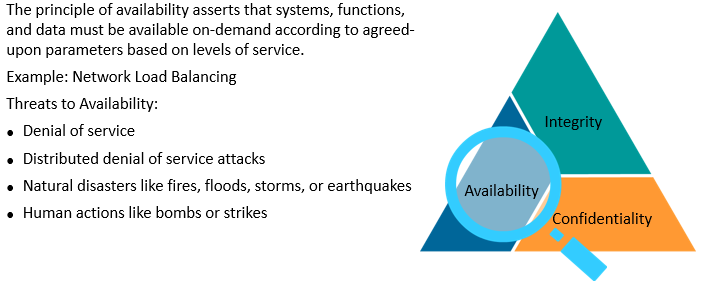 The principle of availability asserts that systems, functions,
and data must be available on-demand according to agreed-
upon parameters based on levels of service.
Example: Network Load Balancing
Threats to Availability:
• Denial of service
• Distributed denial of service attacks
• Natural disasters like fires, floods, storms, or earthquakes
• Human actions like bombs or strikes
Integrity
Availability
Confidentiality